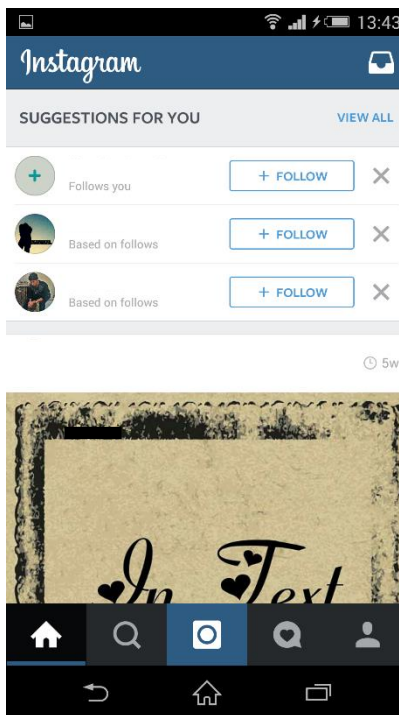 13:43
Instagram
SUGGESTIONS FOR YOU VIEW ALL
+ FOLLOW
Follows you
+ FOLLOW
Based on follows
+ FOLLOW
Based on follows
5w
In Text